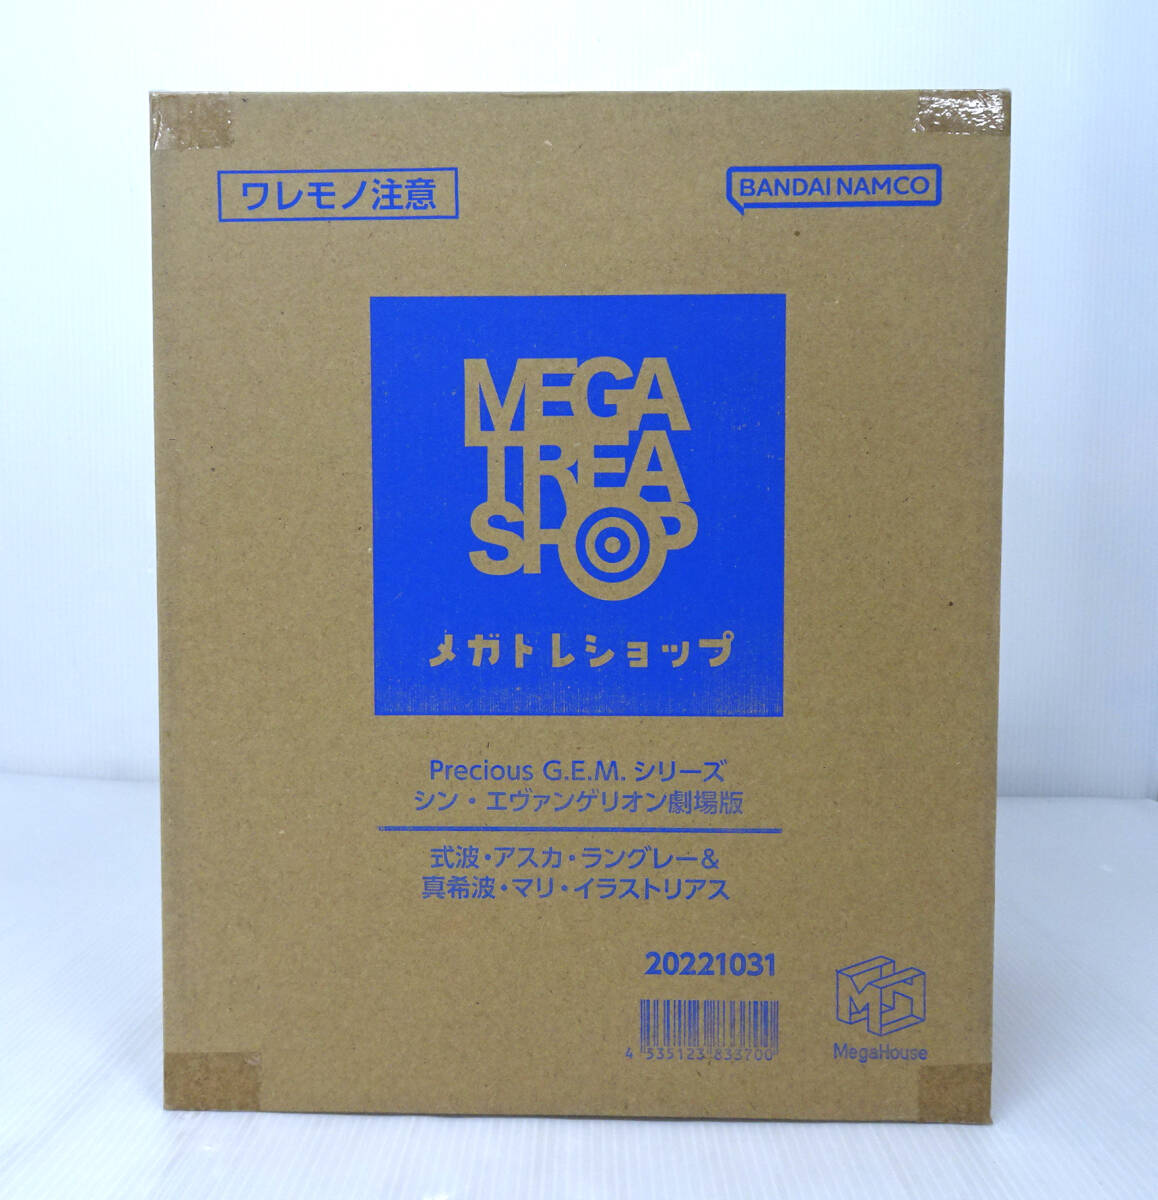 ワレモノ注意
BANDAI NAMCO
MEGA
TREA
SHOP
メガトレショップ
Precious G.E.M. シリーズ
シン・エヴァンゲリオン劇場版
式波・アスカ・ラングレー&
真希波・マリ・イラストリアス
20221031
4 535123 833700
MH
MegaHouse